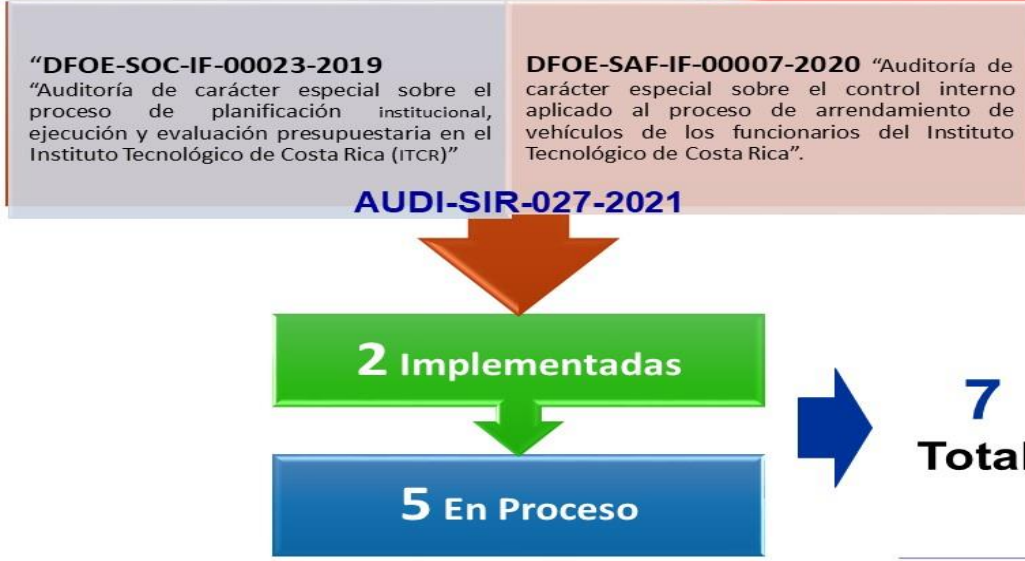 “DFOE-SOC-IF-00023-2019
“Auditoría de carácter especial sobre el
proceso de planificación institucional,
ejecución y evaluación presupuestaria en el
Instituto Tecnológico de Costa Rica (ITCR)”
DFOE-SAF-IF-00007-2020 “Auditoría de
carácter especial sobre el control interno
aplicado al proceso de arrendamiento de
vehículos de los funcionarios del Instituto
Tecnológico de Costa Rica”.
AUDI-SIR-027-2021
2 Implementadas
5 En Proceso
7
Total